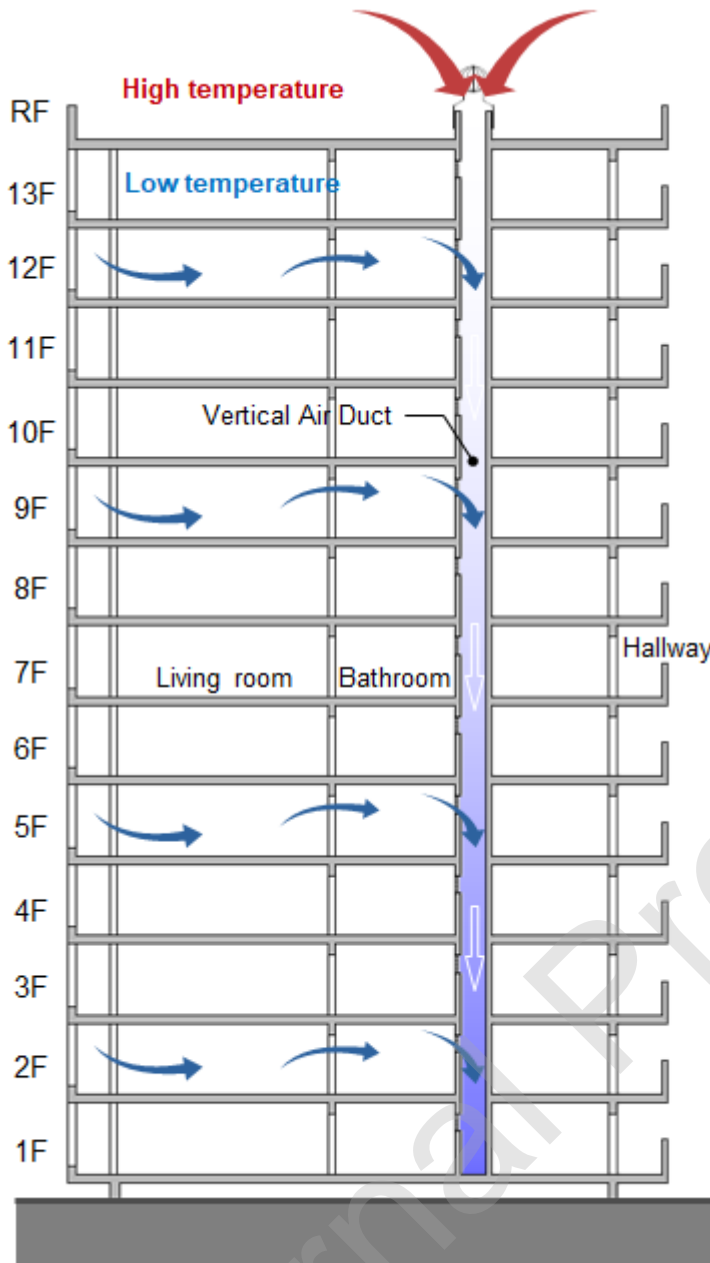 High temperature
RF
Low temperature
13F
12F
11F
Vertical Air Duct
10F
9F
8F
Hallway
7F
Living room
Bathroom
6F
5F
4F
3F
2F
1F